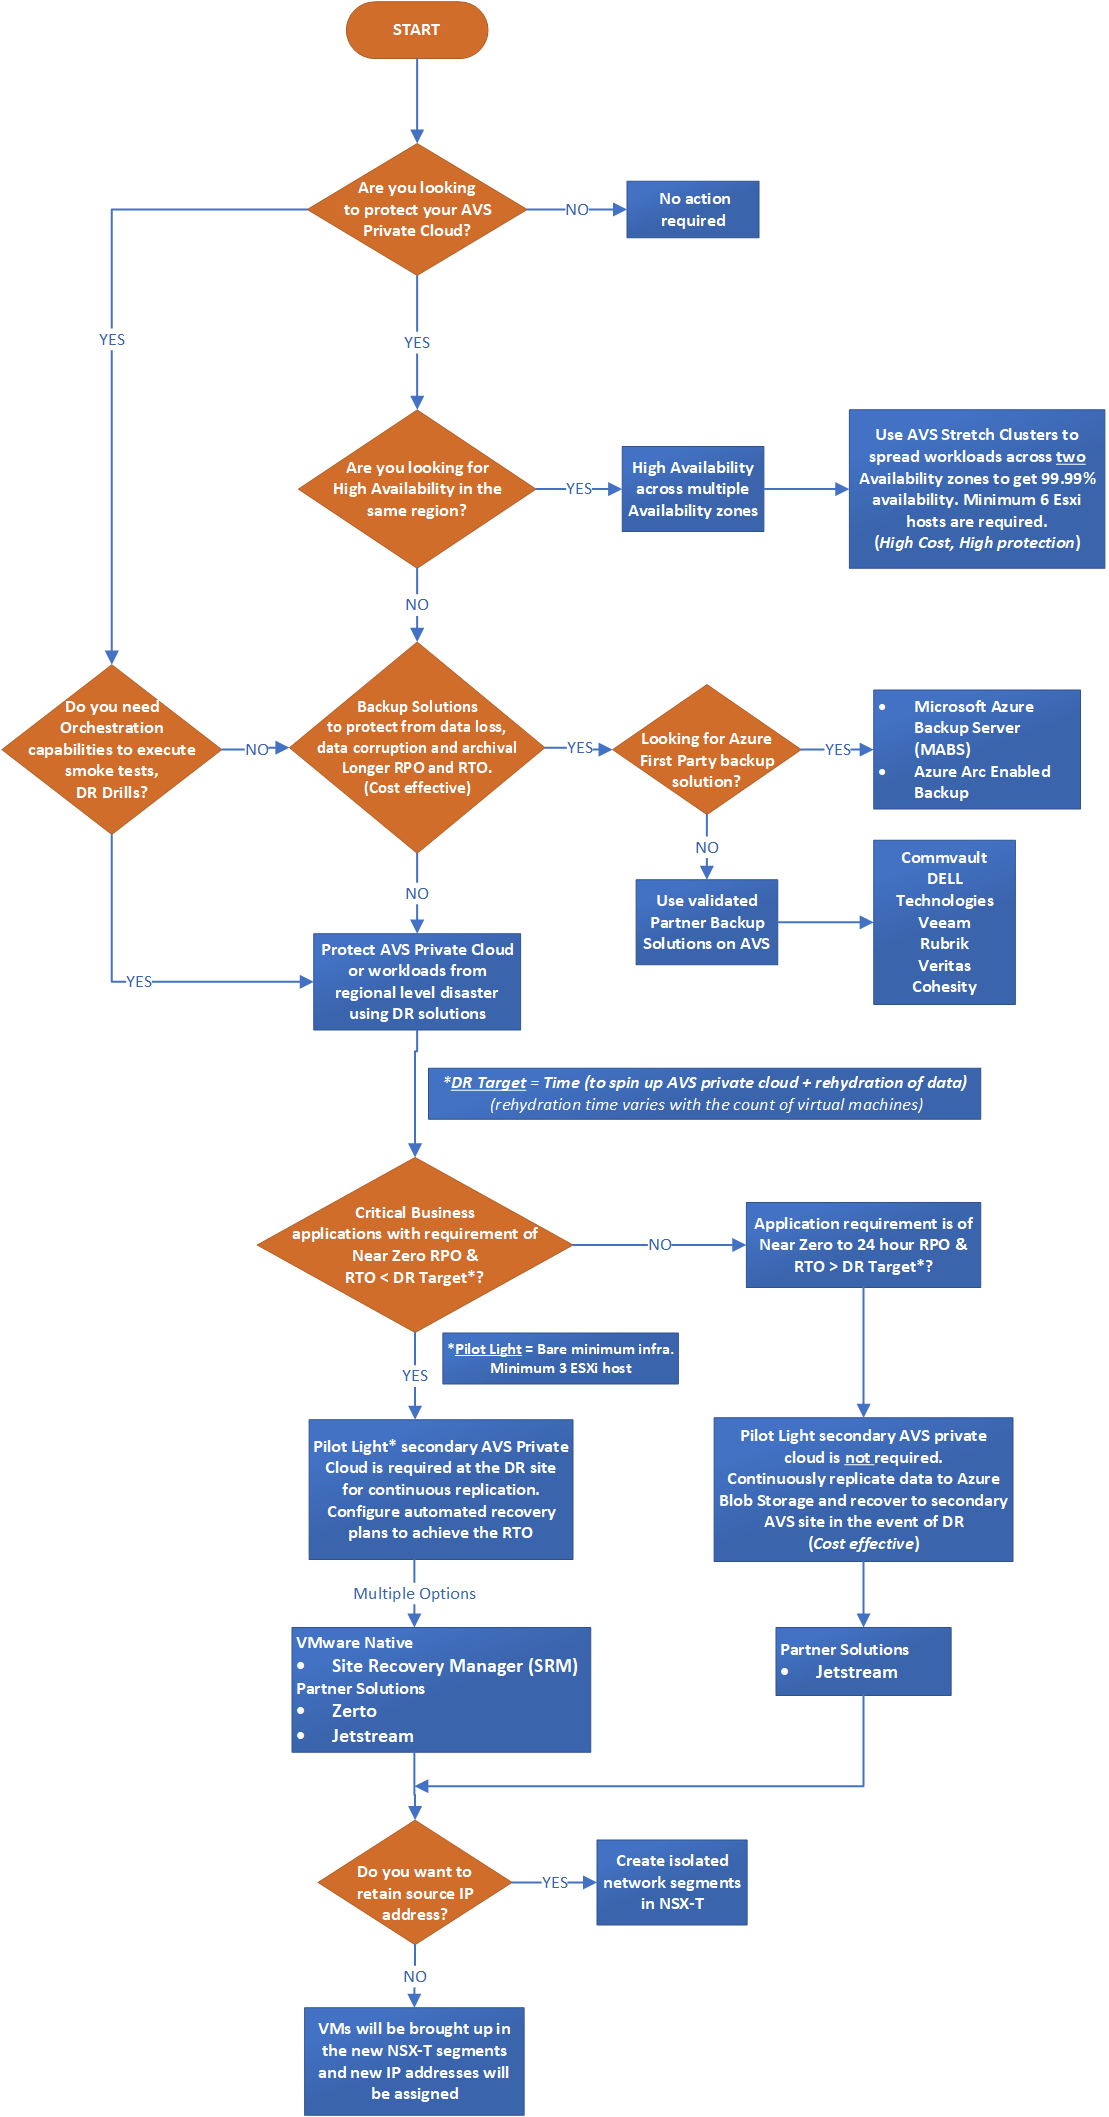 START
Are you looking
to protect your AVS
Private Cloud?
NO
No action
required
YES
YES
Are you looking for
High Availability in the
same region?
YES
High Availability
across multiple
Availability zones
Use AVS Stretch Clusters to
spread workloads across two
Availability zones to get 99.99%
availability. Minimum 6 Esxi
hosts are required.
(High Cost, High protection)
NO
Do you need
Orchestration
capabilities to execute
smoke tests,
DR Drills?
NO
Backup Solutions
to protect from data loss,
data corruption and archival
Longer RPO and RTO.
(Cost effective)
YES
Looking for Azure
First Party backup
solution?
YES
• Microsoft Azure
Backup Server
(MABS)
• Azure Arc Enabled
Backup
NO
Use validated
Partner Backup
Solutions on AVS
Commvault
DELL
Technologies
Veeam
Rubrik
Veritas
Cohesity
NO
YES
Protect AVS Private Cloud
or workloads from
regional level disaster
using DR solutions
*DR Target = Time (to spin up AVS private cloud + rehydration of data)
(rehydration time varies with the count of virtual machines)
Critical Business
applications with requirement of
Near Zero RPO &
RTO < DR Target*?
NO
Application requirement is of
Near Zero to 24 hour RPO &
RTO > DR Target*?
*Pilot Light = Bare minimum infra.
Minimum 3 ESXi host
YES
Pilot Light* secondary AVS Private
Cloud is required at the DR site
for continuous replication.
Configure automated recovery
plans to achieve the RTO
Pilot Light secondary AVS private
cloud is not required.
Continuously replicate data to Azure
Blob Storage and recover to secondary
AVS site in the event of DR
(Cost effective)
Multiple Options
VMware Native
• Site Recovery Manager (SRM)
Partner Solutions
• Zerto
• Jetstream
Partner Solutions
• Jetstream
Do you want to
retain source IP
address?
YES
Create isolated
network segments
in NSX-T
NO
VMs will be brought up in
the new NSX-T segments
and new IP addresses will
be assigned